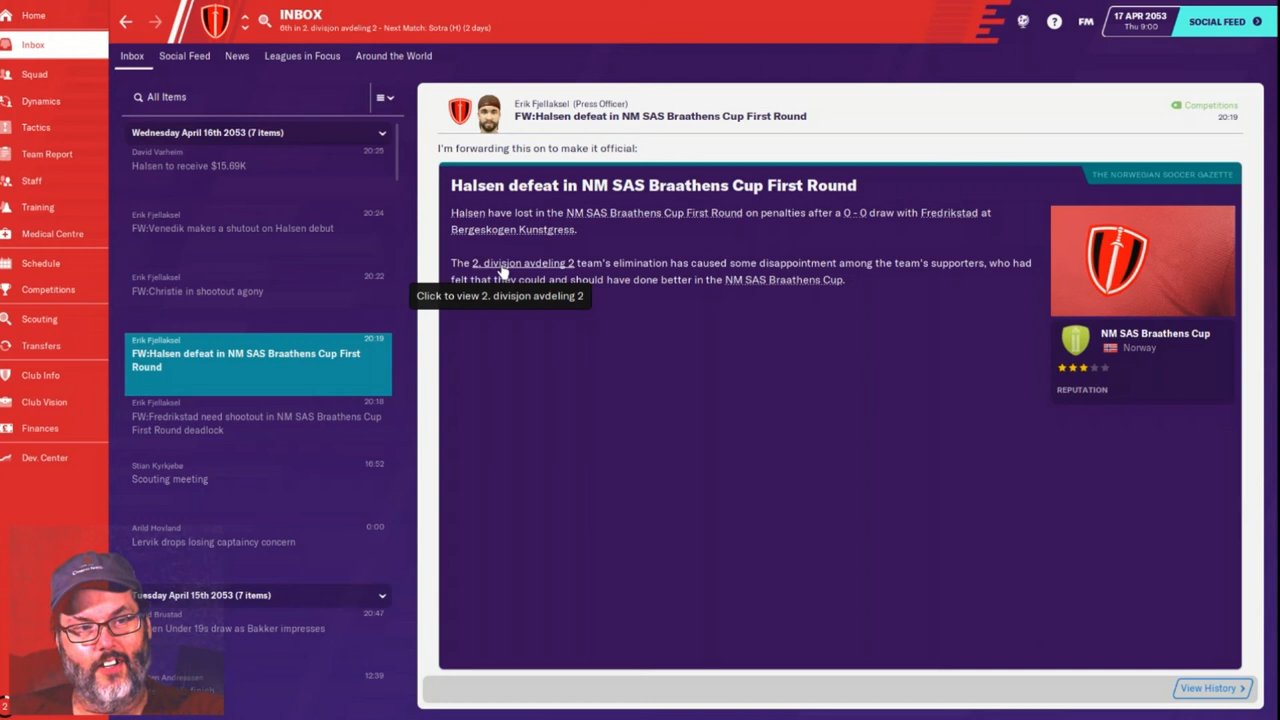 Home
Inbox
Squad
Dynamics
Tactics
Team Report
Staff
Training
Medical Centre
Schedule
Competitions
Scouting
Transfers
Club Info
Club Vision
Finances
Dev. Center
2
INBOX
6th in 2. divisjon avdeling 2 - Next Match: Sotra (H) (2 days)
?
FM
17 APR 2053
Thu 9:00
SOCIAL FEED
Inbox
Social Feed
News
Leagues in Focus
Around the World
All Items
Wednesday April 16th 2053 (7 items)
David Varheim 20:25
Halsen to receive $15.69K
Erik Fjellaksel 20:24
FW:Venedik makes a shutout on Halsen debut
Erik Fjellaksel 20:22
FW:Christie in shootout agony
Erik Fjellaksel 20:19
FW:Halsen defeat in NM SAS Braathens Cup First
Round
Erik Fjellaksel 20:18
FW:Fredrikstad need shootout in NM SAS Braathens Cup
First Round deadlock
Stian Kyrkjebø 16:52
Scouting meeting
Arild Hovland 0:00
Lervik drops losing captaincy concern
Tuesday April 15th 2053 (7 items)
Brustad 20:47
Under 19s draw as Bakker impresses
Andreassen 12:39
Erik Fjellaksel (Press Officer)
FW:Halsen defeat in NM SAS Braathens Cup First Round
Competitions
20:19
I'm forwarding this on to make it official:
THE NORWEGIAN SOCCER GAZETTE
Halsen defeat in NM SAS Braathens Cup First Round
Halsen have lost in the NM SAS Braathens Cup First Round on penalties after a 0 - 0 draw with Fredrikstad at
Bergeskogen Kunstgress.
The 2. divisjon avdeling 2 team's elimination has caused some disappointment among the team's supporters, who had
felt that they could and should have done better in the NM SAS Braathens Cup.
Click to view 2. divisjon avdeling 2
NM SAS Braathens Cup
Norway
REPUTATION
View History